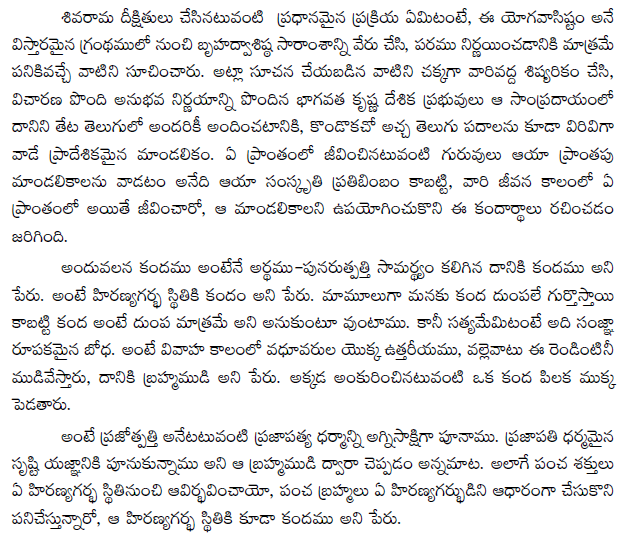 శివరామ దీక్షితులు చేసినటువంటి ప్రధానమైన ప్రక్రియ ఏమిటంటే, ఈ యోగవాసిష్టం అనే
విస్తారమైన గ్రంథములో నుంచి బృహద్వాశిష్ఠ సారాంశాన్ని వేరు చేసి, పరము నిర్ణయించడానికి మాత్రమే
పనికివచ్చే వాటిని సూచించారు. అట్లా సూచన చేయబడిన వాటిని చక్కగా వారివద్ద శిష్యరికం చేసి,
విచారణ పొంది అనుభవ నిర్ణయాన్ని పొందిన భాగవత కృష్ణ దేశిక ప్రభువులు ఆ సాంప్రదాయంలో
దానిని తేట తెలుగులో అందరికీ అందించటానికి, కొండొకచో అచ్చ తెలుగు పదాలను కూడా విరివిగా
వాడే ప్రాదేశికమైన మాండలికం. ఏ ప్రాంతంలో జీవించినటువంటి గురువులు ఆయా ప్రాంతపు
మాండలికాలను వాడటం అనేది ఆయా సంస్కృతి ప్రతిబింబం కాబట్టి, వారి జీవన కాలంలో ఏ
ప్రాంతంలో అయితే జీవించారో, ఆ మాండలికాలని ఉపయోగించుకొని ఈ కందార్థాలు రచించడం
జరిగింది.
అందువలన కందము అంటేనే అర్థము-పునరుత్పత్తి సామర్థ్యం కలిగిన దానికి కందము అని
పేరు. అంటే హిరణ్యగర్భ స్థితికి కందం అని పేరు. మామూలుగా మనకు కంద దుంపలే గుర్తొస్తాయి
కాబట్టి కంద అంటే దుంప మాత్రమే అని అనుకుంటూ వుంటాము. కానీ సత్యమేమిటంటే అది సంజ్ఞా
రూపకమైన బోధ. అంటే వివాహ కాలంలో వధూవరుల యొక్క ఉత్తరీయము, వల్లెవాటు ఈ రెండింటినీ
ముడివేస్తారు, దానికి బ్రహ్మముడి అని పేరు. అక్కడ అంకురించినటువంటి ఒక కంద పిలక ముక్క
పెడతారు.
అంటే ప్రజోత్పత్తి అనేటటువంటి ప్రజాపత్య ధర్మాన్ని అగ్నిసాక్షిగా పూనాము. ప్రజాపతి ధర్మమైన
సృష్టి యజ్ఞానికి పూనుకున్నాము అని ఆ బ్రహ్మముడి ద్వారా చెప్పడం అన్నమాట. అలాగే పంచ శక్తులు
ఏ హిరణ్యగర్భ స్థితినుంచి ఆవిర్భవించాయో, పంచ బ్రహ్మలు ఏ హిరణ్యగర్భుడిని ఆధారంగా చేసుకొని
పనిచేస్తున్నారో, ఆ హిరణ్యగర్భ స్థితికి కూడా కందము అని పేరు.